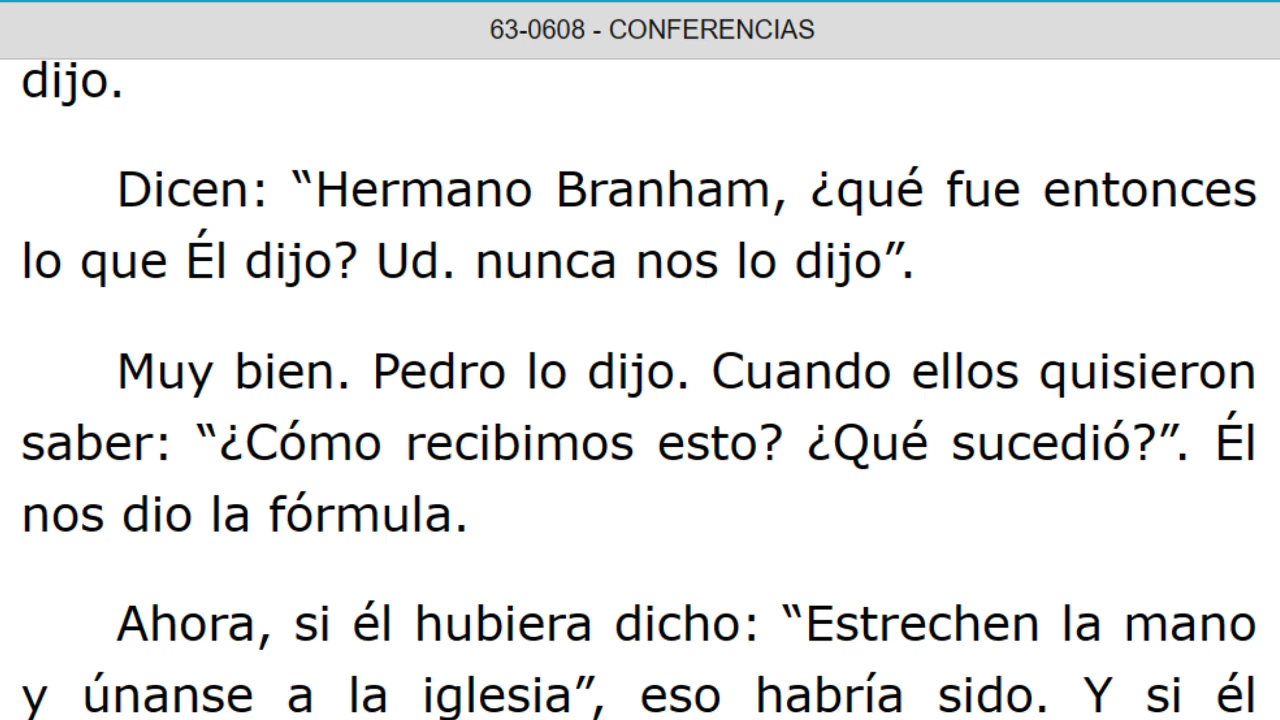 63-0608 - CONFERENCIAS
dijo.
Dicen: “Hermano Branham, ¿qué fue entonces
lo que Él dijo? Ud. nunca nos lo dijo”.
Muy bien. Pedro lo dijo. Cuando ellos quisieron
saber: “¿Cómo recibimos esto? ¿Qué sucedió?”. Él
nos dio la fórmula.
Ahora, si él hubiera dicho: “Estrechen la mano
y únanse a la iglesia”, eso habría sido. Y si él